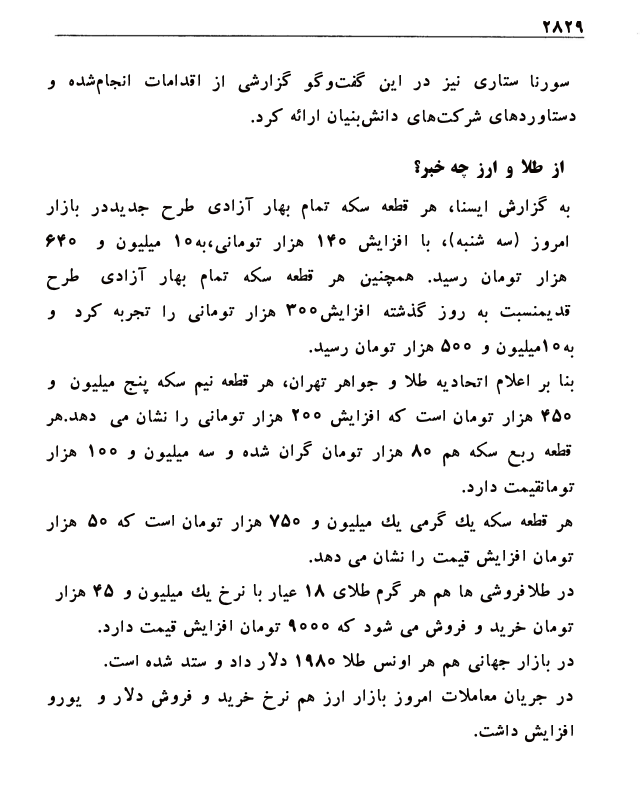 ۲۸۲۹
سورنا ستاری نیز در این گفت‌وگو گزارشی از اقدامات انجام‌شده و
دستاوردهای شرکت‌های دانش‌بنیان ارائه کرد.
از طلا و ارز چه خبر؟
به گزارش ایسنا، هر قطعه سکه تمام بهار آزادی طرح جدیددر بازار
امروز (سه شنبه)، با افزایش ۱۴۰ هزار تومانی،به۱۰ میلیون و ۶۴۰
هزار تومان رسید. همچنین هر قطعه سکه تمام بهار آزادی طرح
قدیمنسبت به روز گذشته افزایش۳۰۰ هزار تومانی را تجربه کرد و
به۱۰میلیون و ۵۰۰ هزار تومان رسید.
بنا بر اعلام اتحادیه طلا و جواهر تهران، هر قطعه نیم سکه پنج میلیون و
۴۵۰ هزار تومان است که افزایش ۲۰۰ هزار تومانی را نشان می دهد.هر
قطعه ربع سکه هم ۸۰ هزار تومان گران شده و سه میلیون و ۱۰۰ هزار
تومانقیمت دارد.
هر قطعه سکه یك گرمی یك میلیون و ۷۵۰ هزار تومان است که ۵۰ هزار
تومان افزایش قیمت را نشان می دهد.
در طلافروشی ها هم هر گرم طلای ۱۸ عیار با نرخ یك میلیون و ۴۵ هزار
تومان خرید و فروش می شود که ۹۰۰۰ تومان افزایش قیمت دارد.
در بازار جهانی هم هر اونس طلا ۱۹۸۰ دلار داد و ستد شده است.
در جریان معاملات امروز بازار ارز هم نرخ خرید و فروش دلار و یورو
افزایش داشت.